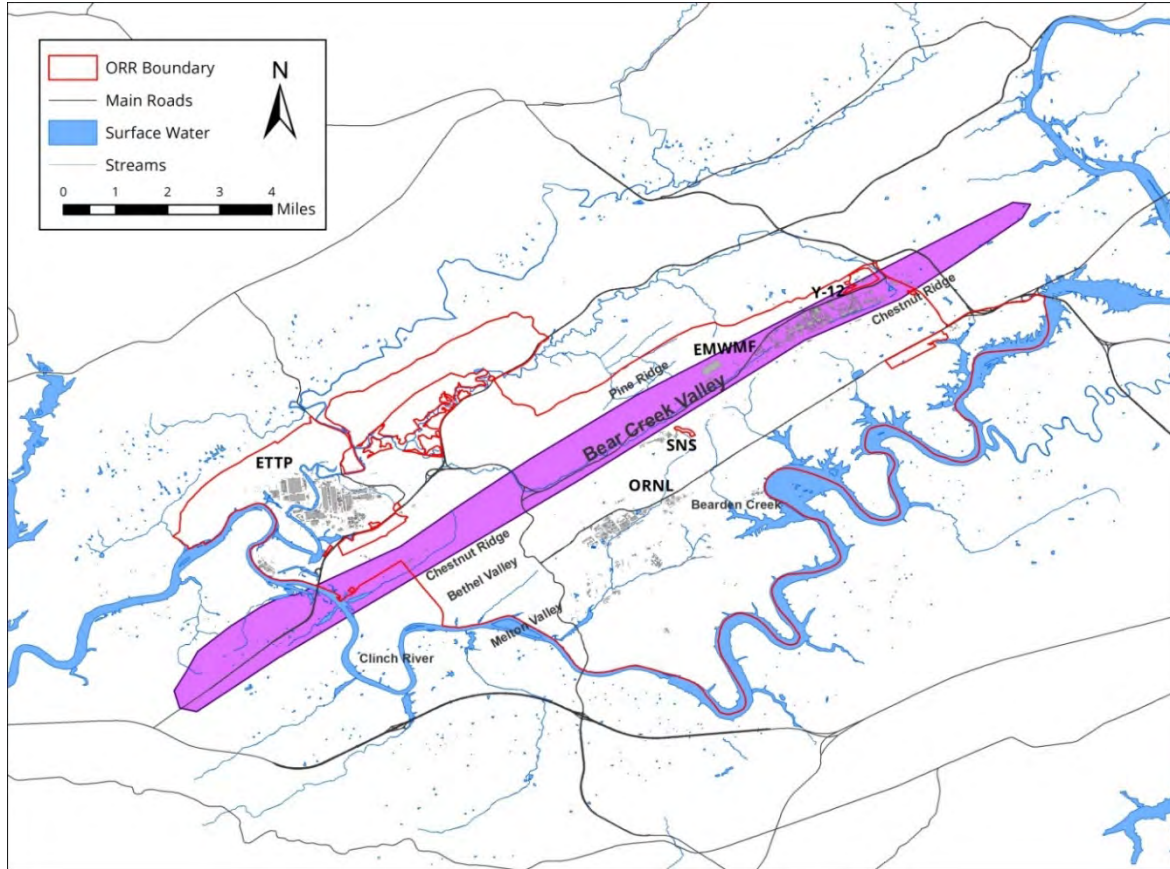 ORR Boundary
Main Roads
Surface Water
Streams
0 1 2 3 4
Miles
N
Y-12
Chestnut Ridge
EMWMF
Pine Ridge
Bear Creek Valley
SNS
ETTP
ORNL
Bearden Creek
Chestnut Ridge
Bethel Valley
Melton Valley
Clinch River